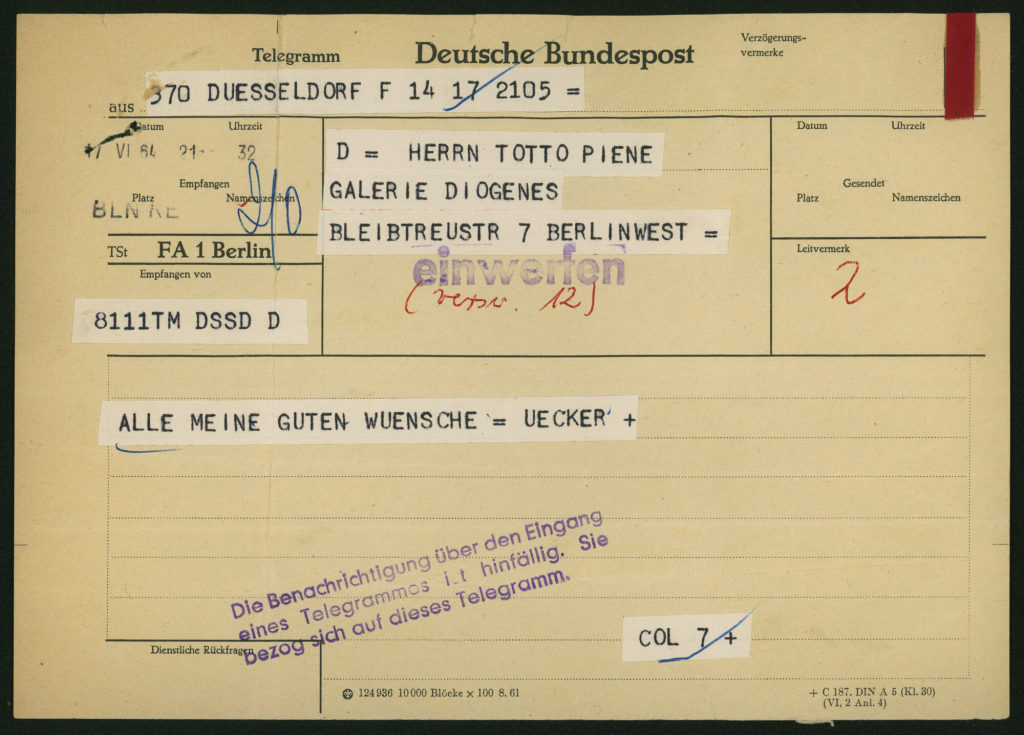 Telegramm Deutsche Bundespost Verzögerungs-
vermerke
aus 370 DUESSELDORF F 14 17 2105 =
Datum Uhrzeit
17 VI 64 21-- 32
Empfangen
Platz Namenszeichen
BLN KE
TSt FA 1 Berlin
Empfangen von
8111TM DSSD D
D = HERRN TOTTO PIENE
GALERIE DIOGENES
BLEIBTREUSTR 7 BERLINWEST =
einwerfen
12)
Datum Uhrzeit
Gesendet
Platz Namenszeichen
Leitvermerk
2
ALLE MEINE GUTEN WUENSCHE = UECKER +
Die Benachrichtigung über den Eingang
eines Telegrammes ist hinfällig. Sie
bezog sich auf dieses Telegramm.
COL 7 +
Dienstliche Rückfragen
124936 10000 Blöcke × 100 8. 61
+ C 187. DIN A 5 (Kl. 30)
(VI, 2 Anl. 4)